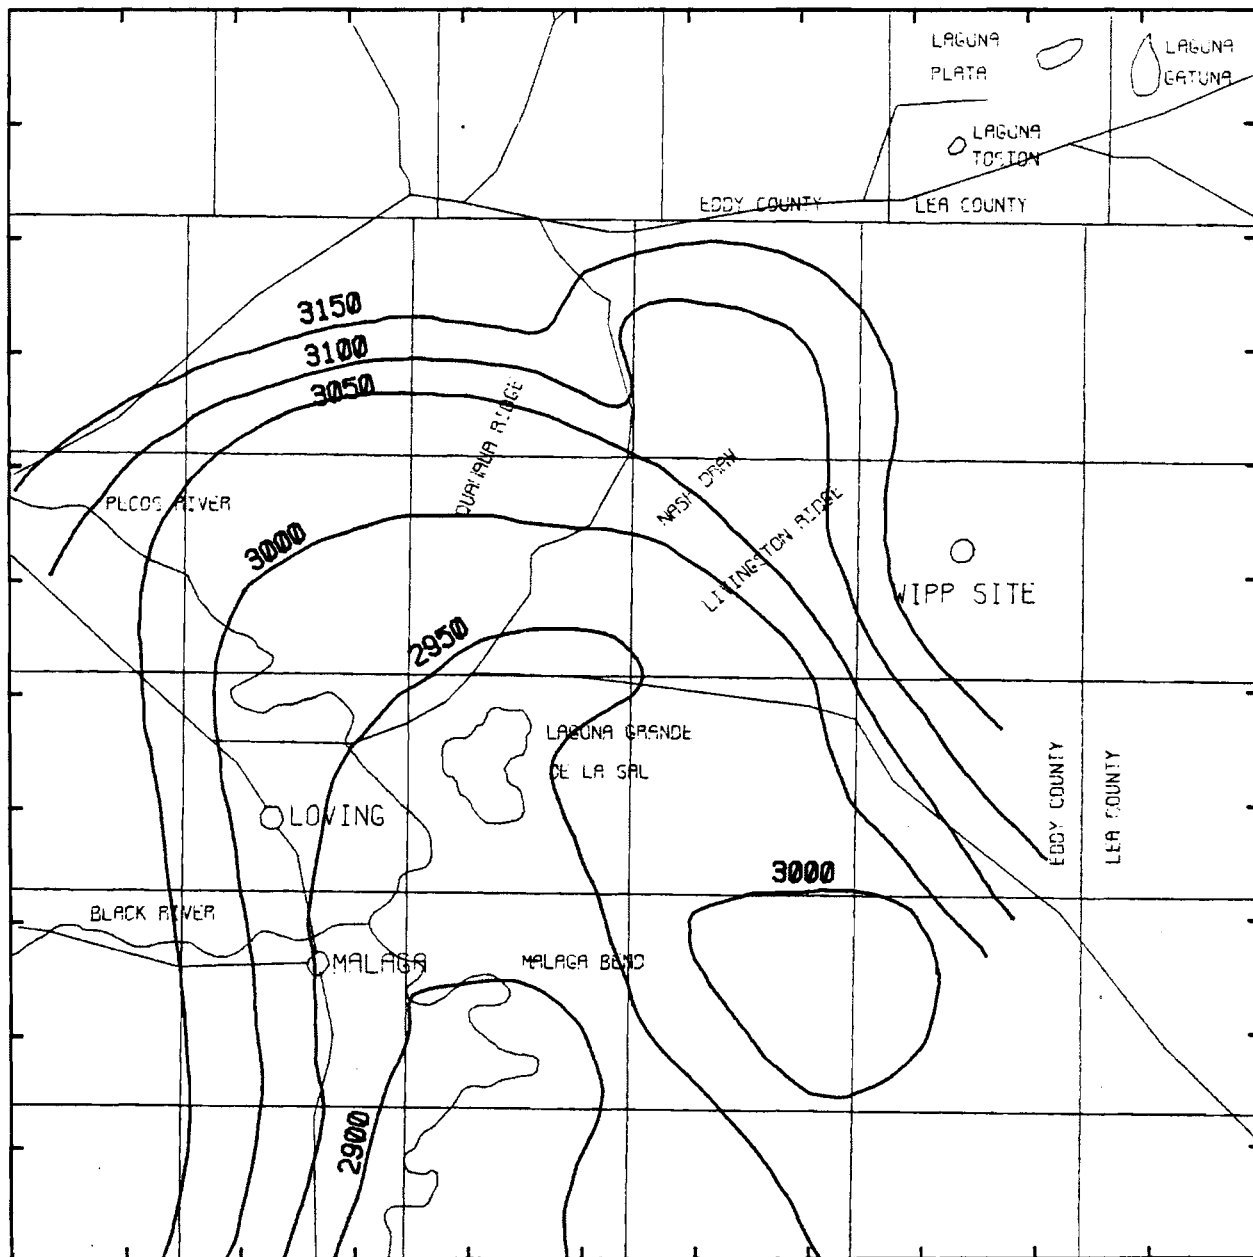 LAGUNA
PLATA
LAGUNA
GATUNA
LAGUNA
TOSTON
EDDY COUNTY
LEA COUNTY
3150
3100
3050
QUAHADA RIDGE
NASH DRAW
PECOS RIVER
LIVINGSTON RIDGE
3000
WIPP SITE
2950
LAGUNA GRANDE
DE LA SAL
EDDY COUNTY
LEA COUNTY
LOVING
3000
BLACK RIVER
MALAGA
MALAGA BEND
2900